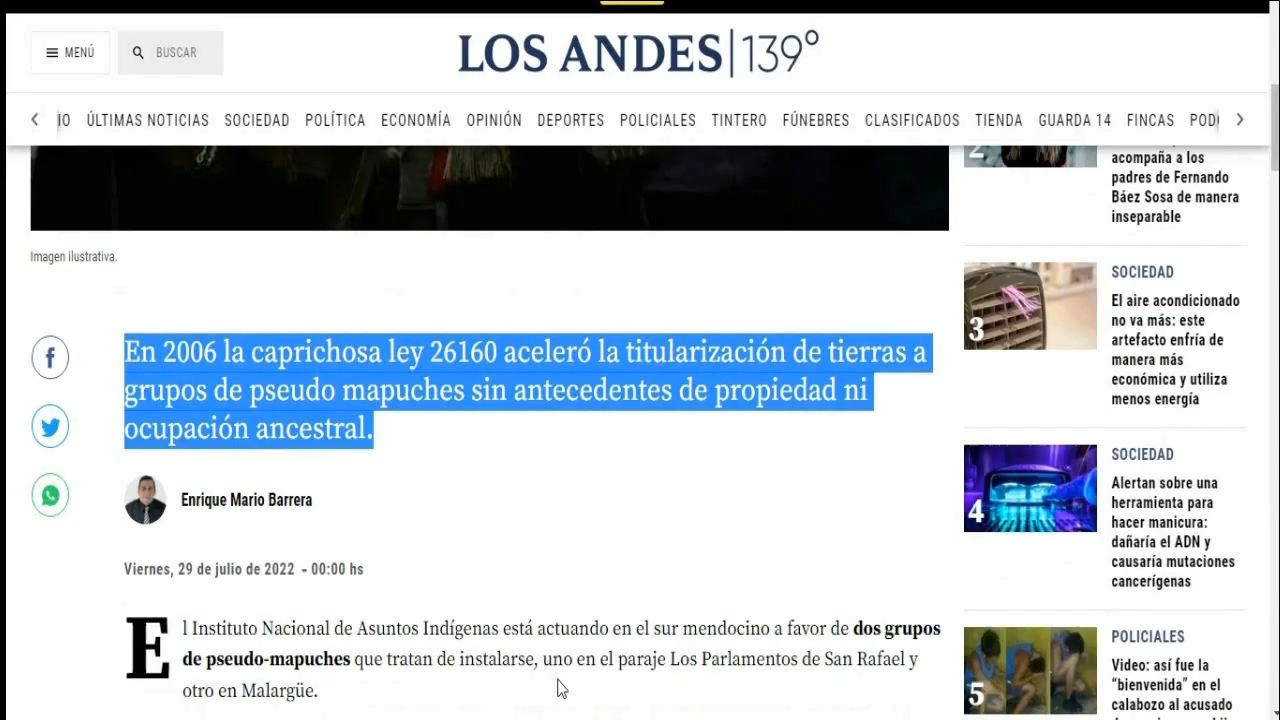 MENÚ
BUSCAR
LOS ANDES|139°
IO ÚLTIMAS NOTICIAS SOCIEDAD POLÍTICA ECONOMÍA OPINIÓN DEPORTES POLICIALES TINTERO FÚNEBRES CLASIFICADOS TIENDA GUARDA 14 FINCAS POD
Imagen ilustrativa.
En 2006 la caprichosa ley 26160 aceleró la titularización de tierras a
grupos de pseudo mapuches sin antecedentes de propiedad ni
ocupación ancestral.
Enrique Mario Barrera
Viernes, 29 de julio de 2022 - 00:00 hs
El Instituto Nacional de Asuntos Indígenas está actuando en el sur mendocino a favor de dos grupos
de pseudo-mapuches que tratan de instalarse, uno en el paraje Los Parlamentos de San Rafael y
otro en Malargüe.
2
acompaña a los
padres de Fernando
Báez Sosa de manera
inseparable
3
SOCIEDAD
El aire acondicionado
no va más: este
artefacto enfría de
manera más
económica y utiliza
menos energía
4
SOCIEDAD
Alertan sobre una
herramienta para
hacer manicura:
dañaría el ADN y
causaría mutaciones
cancerígenas
5
POLICIALES
Video: así fue la
“bienvenida” en el
calabozo al acusado